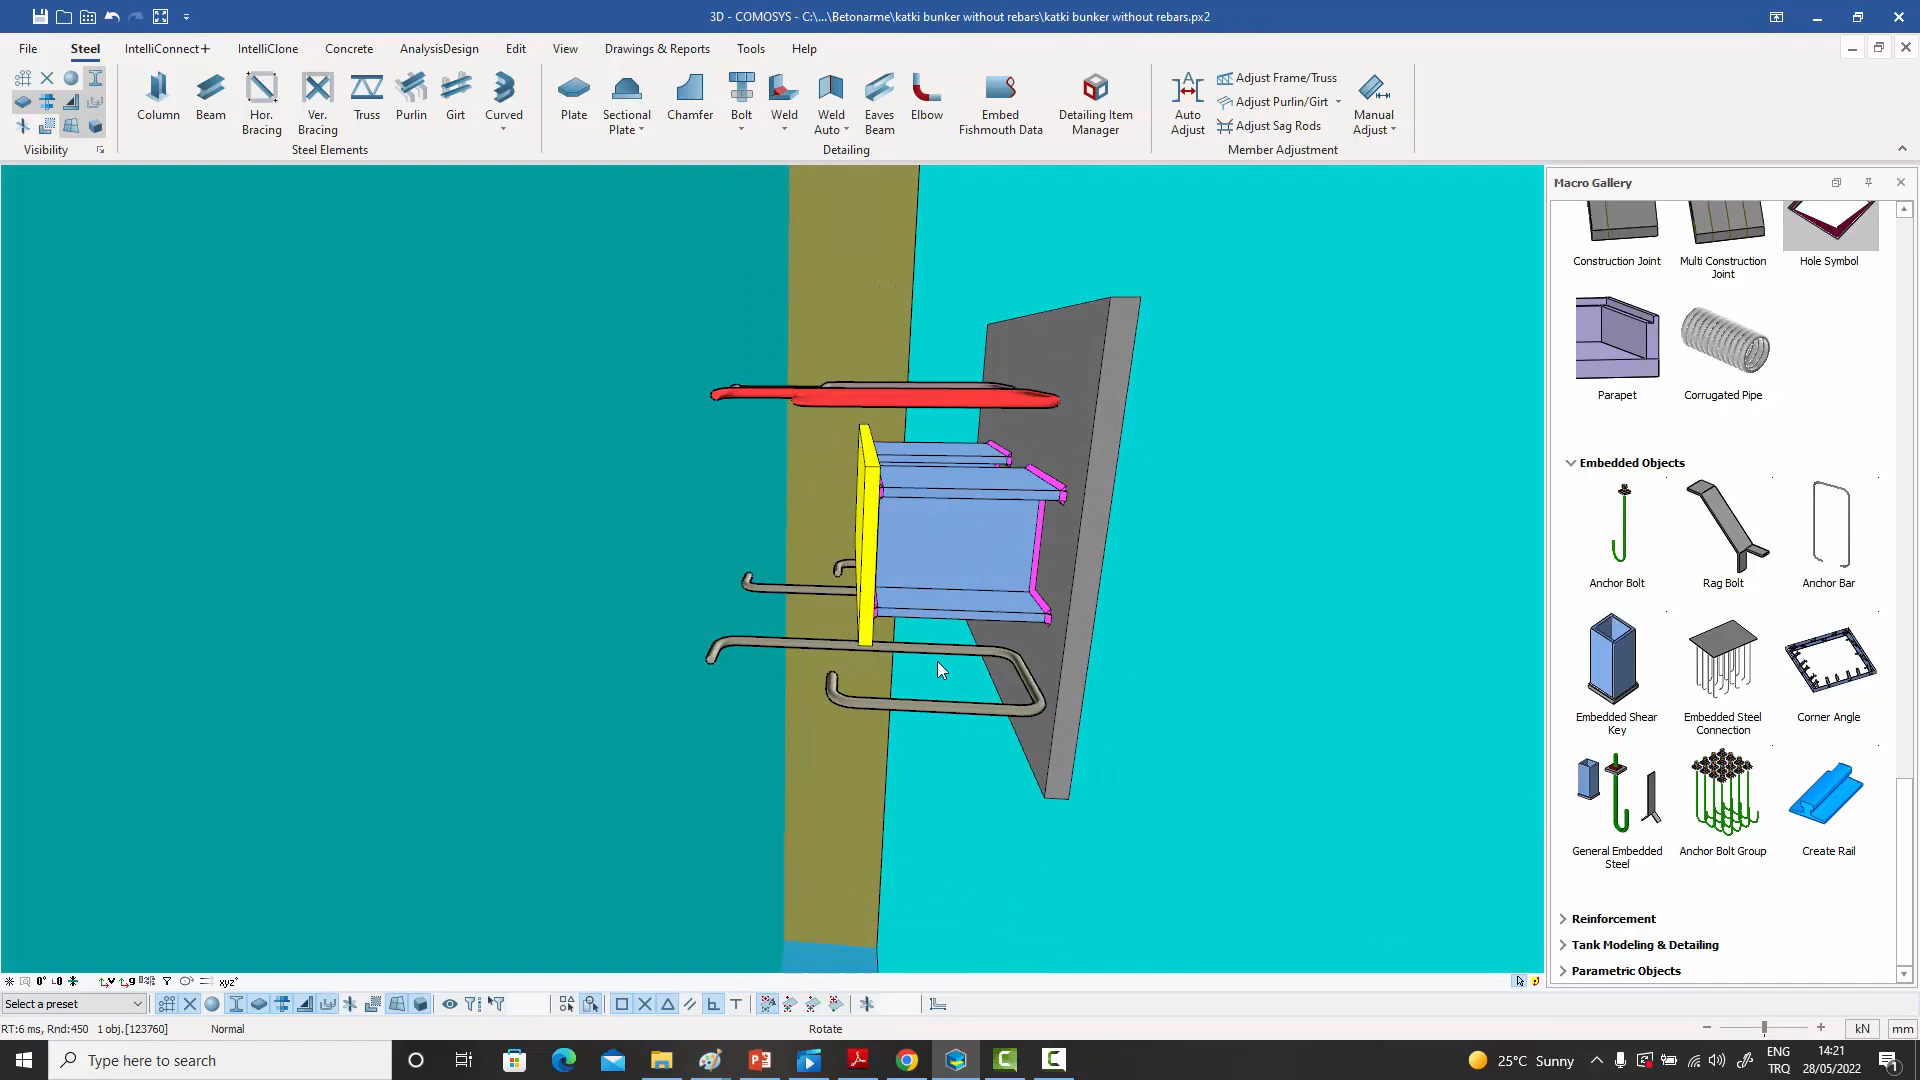 3D - COMOSYS - C:\...\Betonarme\katki bunker without rebars\katki bunker without rebars.px2
File Steel IntelliConnect+ IntelliClone Concrete AnalysisDesign Edit View Drawings & Reports Tools Help
Column Beam Hor. Bracing Ver. Bracing Truss Purlin Girt Curved
Plate Sectional Plate Chamfer Bolt Weld Weld Auto Eaves Beam Elbow Embed Fishmouth Data Detailing Item Manager
Auto Adjust Adjust Frame/Truss Manual Adjust
Adjust Purlin/Girt
Adjust Sag Rods
Visibility Steel Elements Detailing Member Adjustment
Macro Gallery
Construction Joint Multi Construction Joint Hole Symbol
Parapet Corrugated Pipe
Embedded Objects
Anchor Bolt Rag Bolt Anchor Bar
Embedded Shear Key Embedded Steel Connection Corner Angle
General Embedded Steel Anchor Bolt Group Create Rail
Reinforcement
Tank Modeling & Detailing
Parametric Objects
xyz°
Select a preset
RT:6 ms, Rnd:450 1 obj.[123760] Normal Rotate kN mm
Type here to search
25°C Sunny
ENG
TRQ
14:21
28/05/2022
1